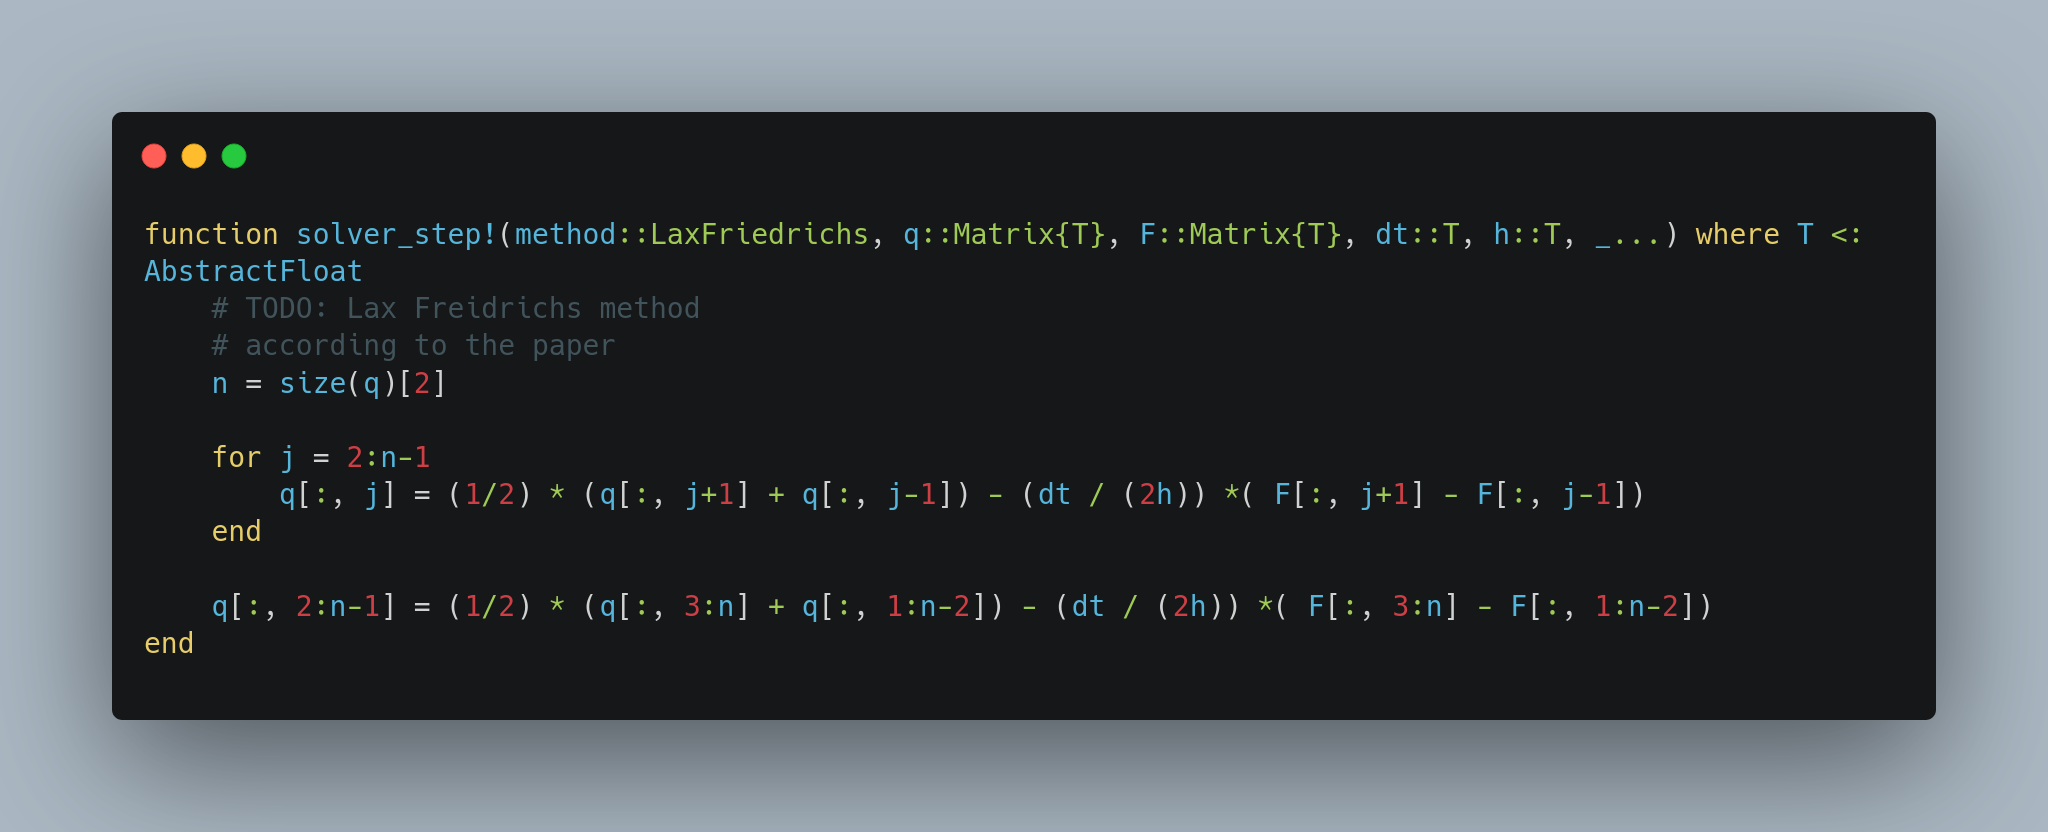 function solver_step!(method::LaxFriedrichs, q::Matrix{T}, F::Matrix{T}, dt::T, h::T, _...) where T <:
AbstractFloat
    # TODO: Lax Freidrichs method
    # according to the paper
    n = size(q)[2]

    for j = 2:n-1
        q[:, j] = (1/2) * (q[:, j+1] + q[:, j-1]) - (dt / (2h)) *( F[:, j+1] - F[:, j-1])
    end

    q[:, 2:n-1] = (1/2) * (q[:, 3:n] + q[:, 1:n-2]) - (dt / (2h)) *( F[:, 3:n] - F[:, 1:n-2])
end